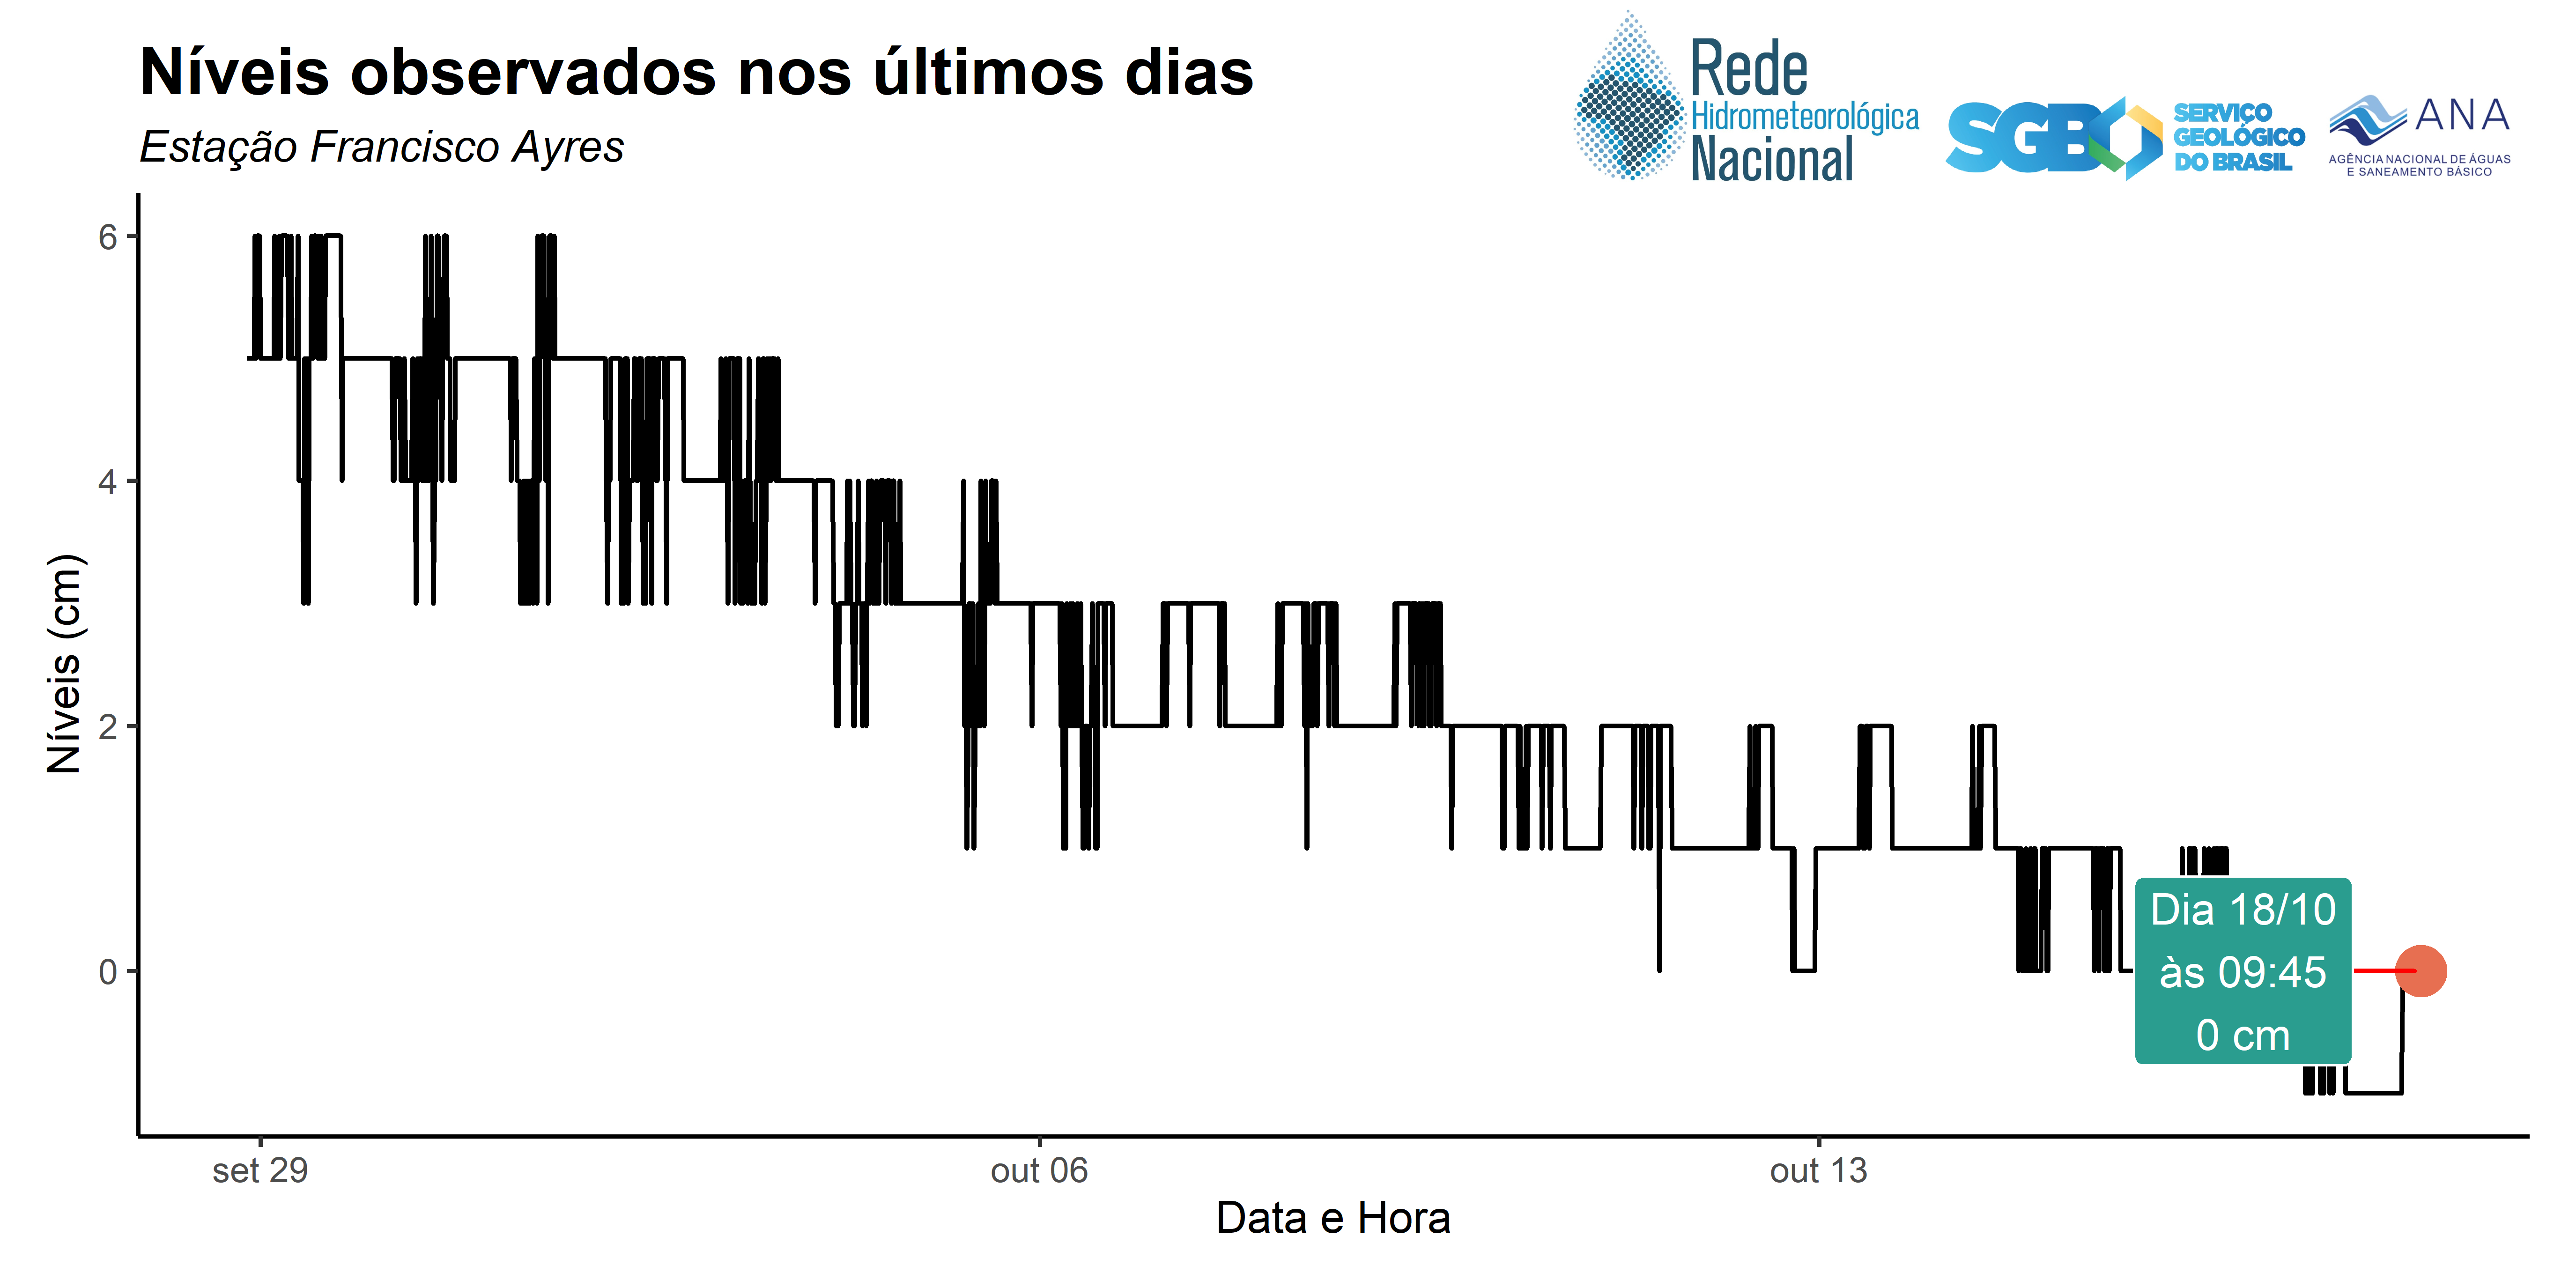 Níveis observados nos últimos dias
Estação Francisco Ayres
Rede
Hidrometeorológica
Nacional
SGB
SERVIÇO
GEOLÓGICO
DO BRASIL
ANA
AGÊNCIA NACIONAL DE ÁGUAS
E SANEAMENTO BÁSICO
Níveis (cm)
6
4
2
0
Dia 18/10
às 09:45
0 cm
set 29
out 06
out 13
Data e Hora